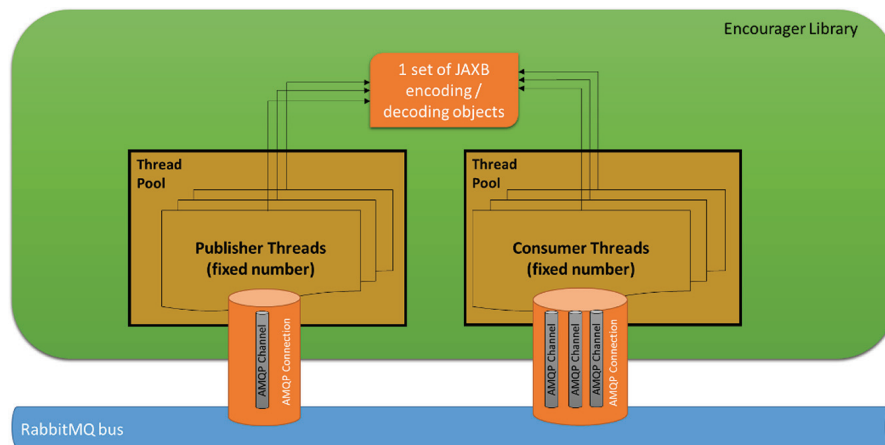 Encourager Library
1 set of JAXB
encoding /
decoding objects
Thread
Pool
Publisher Threads
(fixed number)
Thread
Pool
Consumer Threads
(fixed number)
AMQP Channel
AMQP Connection
AMQP Channel
AMQP Channel
AMQP Channel
AMQP Connection
RabbitMQ bus